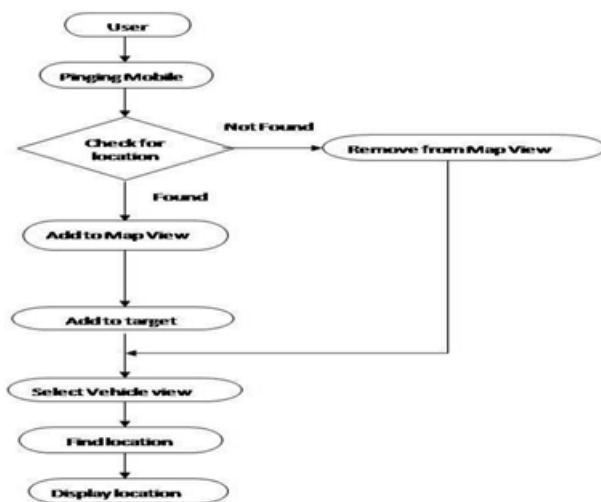 User
Pinging Mobile
Check for
location
Not Found
Remove from Map View
Found
Add to Map View
Add to target
Select Vehicle view
Find location
Display location